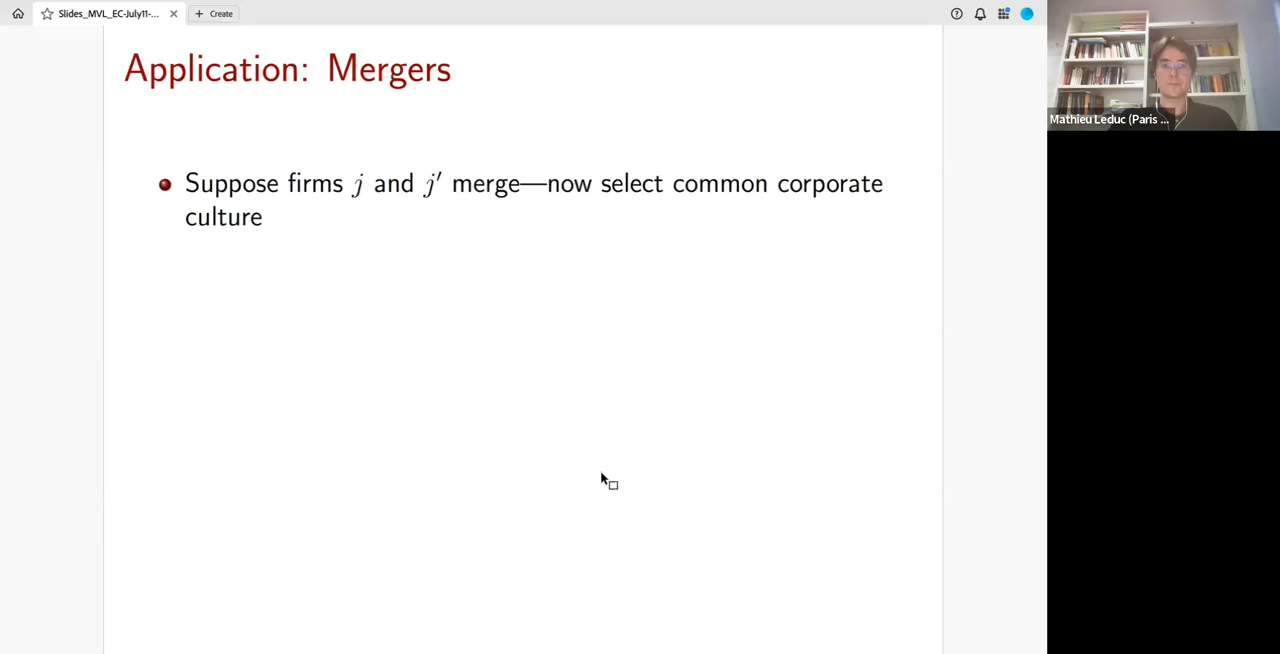 Slides_MVL_EC-July11-...
+ Create
Application: Mergers
Suppose firms j and j′ merge—now select common corporate
culture
Mathieu Leduc (Paris ...